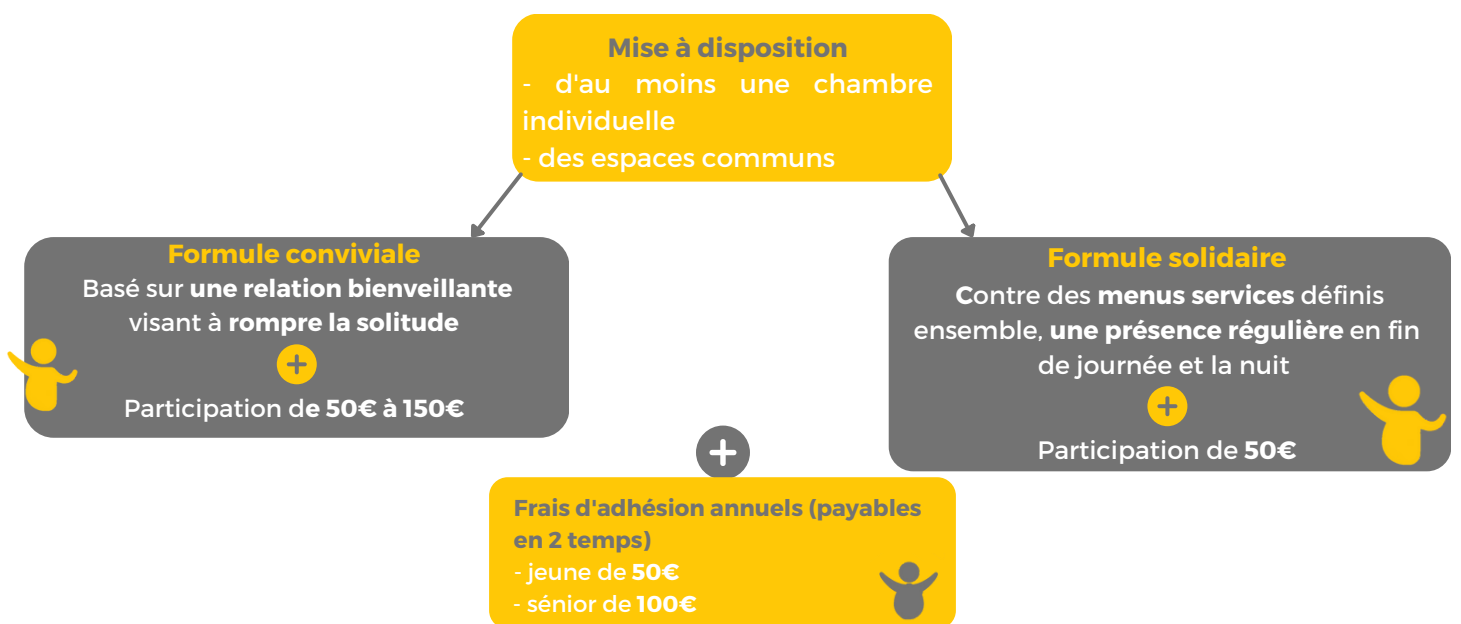 Mise à disposition
- d'au moins une chambre
individuelle
- des espaces communs
Formule conviviale
Basé sur une relation bienveillante
visant à rompre la solitude
+
Participation de 50€ à 150€
Formule solidaire
Contre des menus services définis
ensemble, une présence régulière en fin
de journée et la nuit
+
Participation de 50€
+
Frais d'adhésion annuels (payables
en 2 temps)
- jeune de 50€
- sénior de 100€